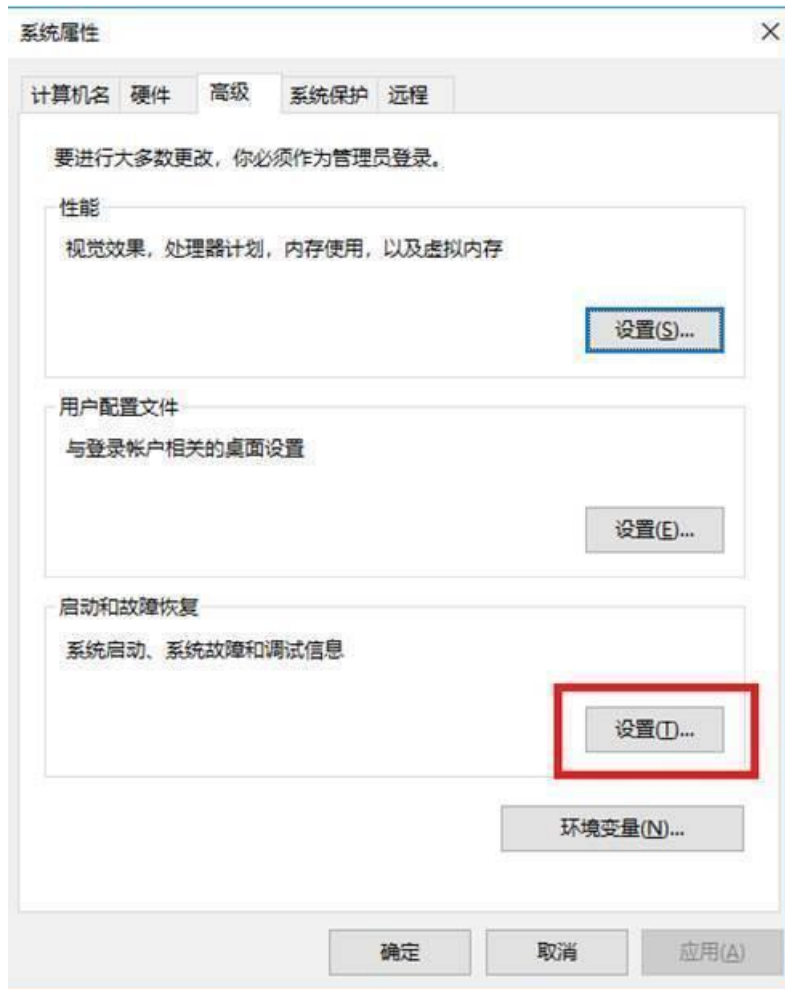 系统属性
计算机名 硬件 高级 系统保护 远程
要进行大多数更改，你必须作为管理员登录。
性能
视觉效果，处理器计划，内存使用，以及虚拟内存
设置(S)...
用户配置文件
与登录帐户相关的桌面设置
设置(E)...
启动和故障恢复
系统启动、系统故障和调试信息
设置(T)...
环境变量(N)...
确定 取消 应用(A)